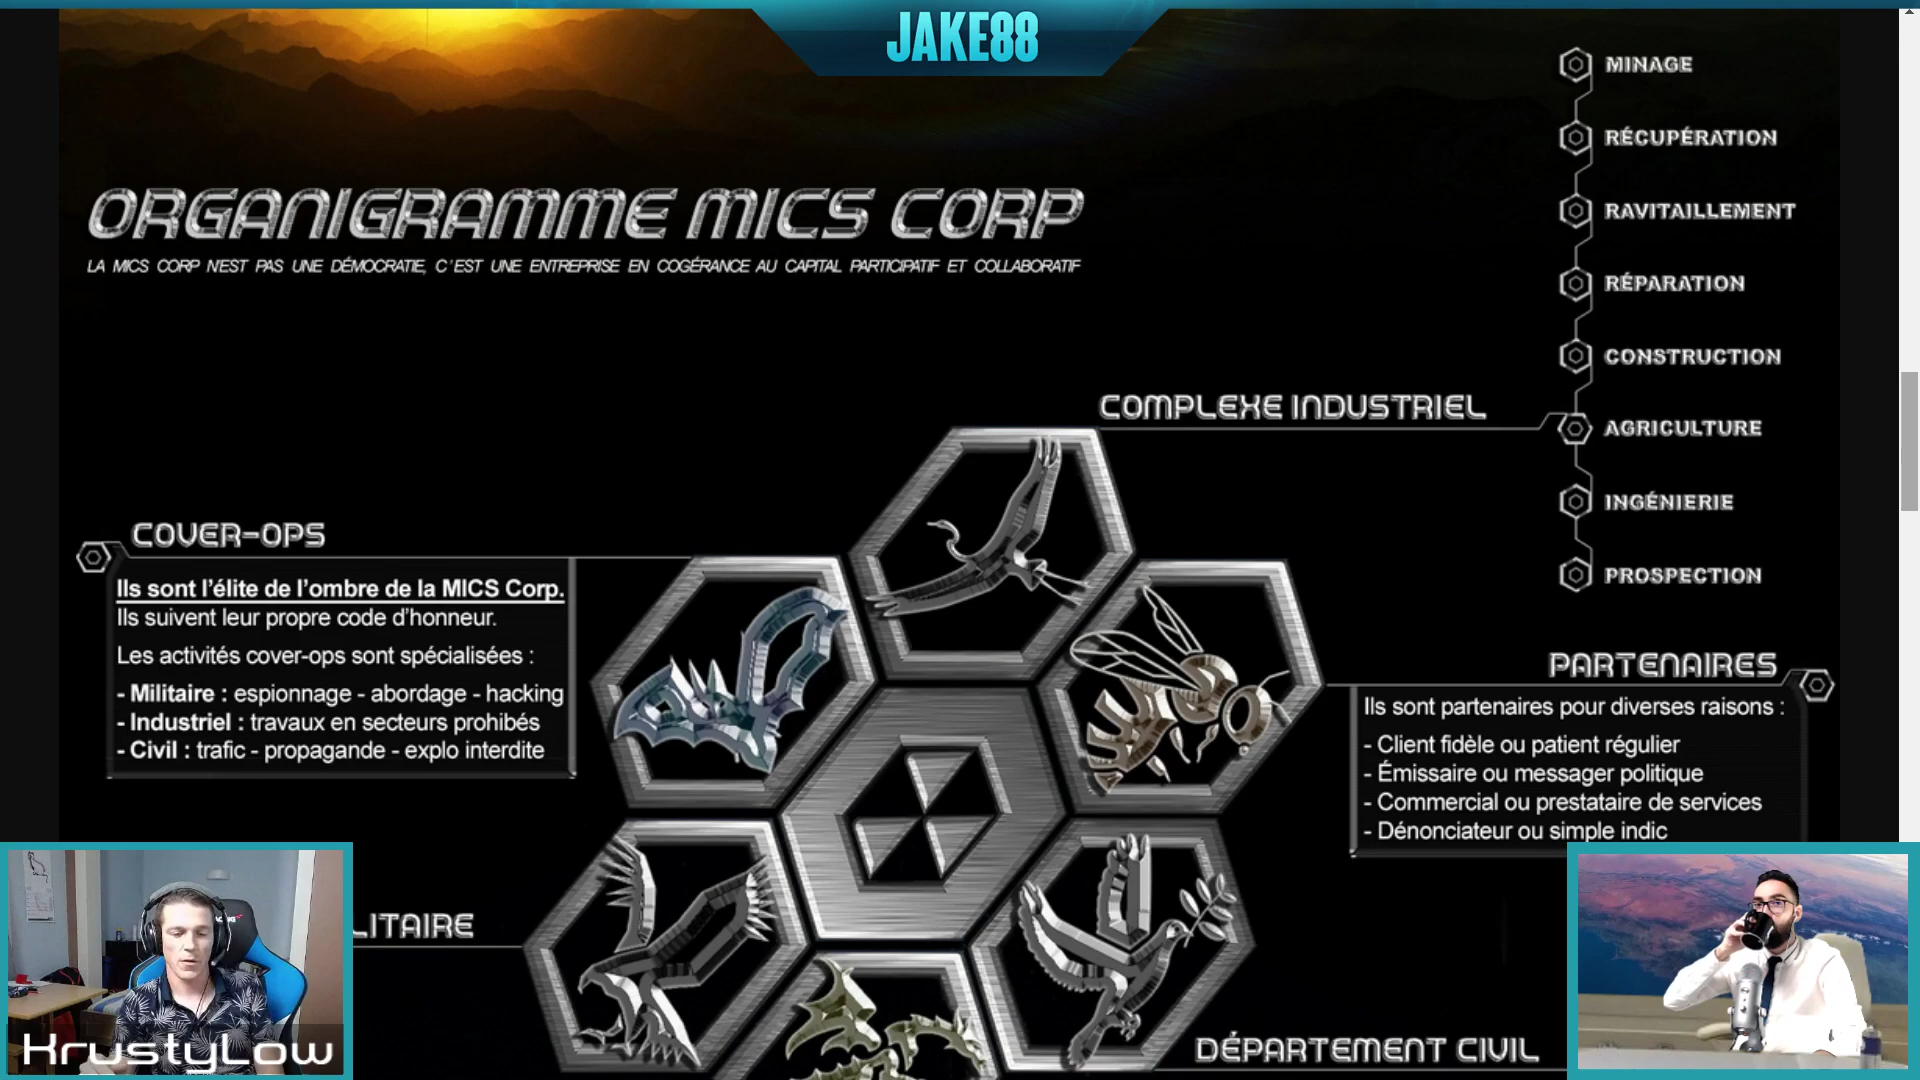 JAKE88
MINAGE
RÉCUPÉRATION
RAVITAILLEMENT
RÉPARATION
CONSTRUCTION
AGRICULTURE
INGÉNIERIE
PROSPECTION
ORGANIGRAMME MICS CORP
LA MICS CORP N'EST PAS UNE DÉMOCRATIE, C'EST UNE ENTREPRISE EN COGÉRANCE AU CAPITAL PARTICIPATIF ET COLLABORATIF
COMPLEXE INDUSTRIEL
COVER-OPS
Ils sont l'élite de l'ombre de la MICS Corp.
Ils suivent leur propre code d'honneur.
Les activités cover-ops sont spécialisées :
- Militaire : espionnage - abordage - hacking
- Industriel : travaux en secteurs prohibés
- Civil : trafic - propagande - explo interdite
PARTENAIRES
Ils sont partenaires pour diverses raisons :
- Client fidèle ou patient régulier
- Émissaire ou messager politique
- Commercial ou prestataire de services
- Dénonciateur ou simple indic
LITAIRE
DÉPARTEMENT CIVIL
KrustyLow